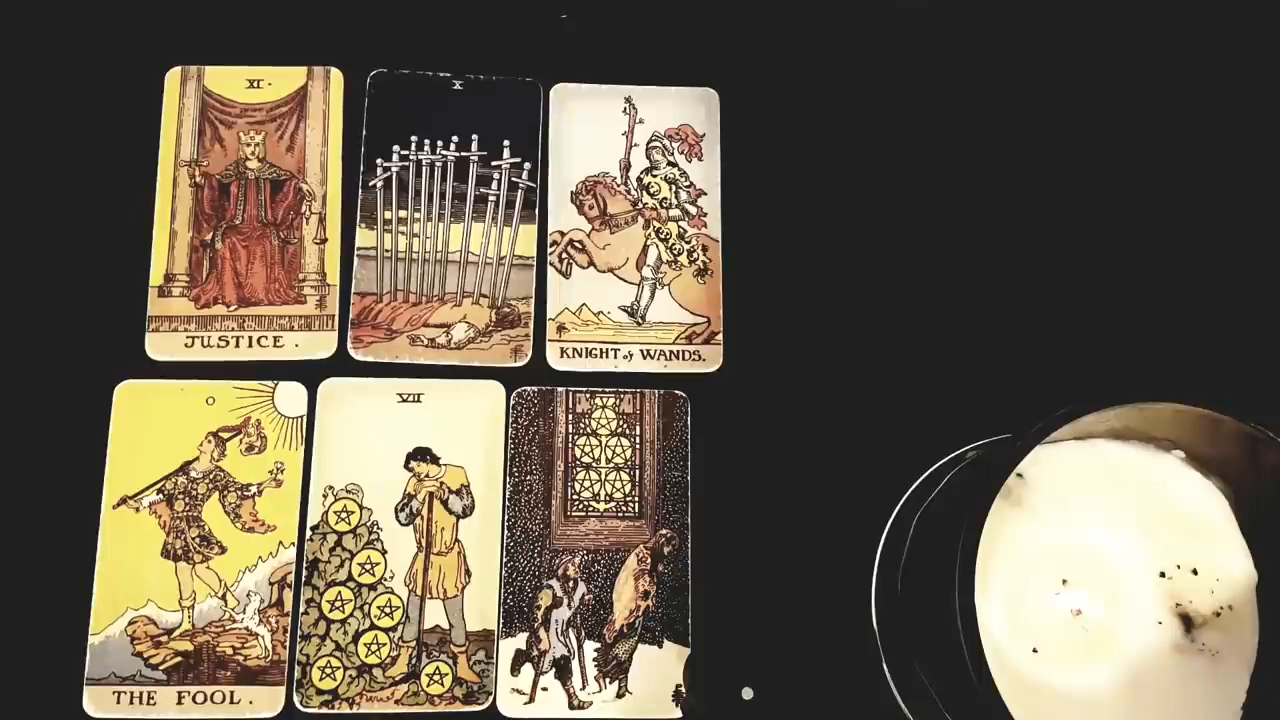 XI.
JUSTICE.
X
KNIGHT of WANDS.
0
THE FOOL.
VII